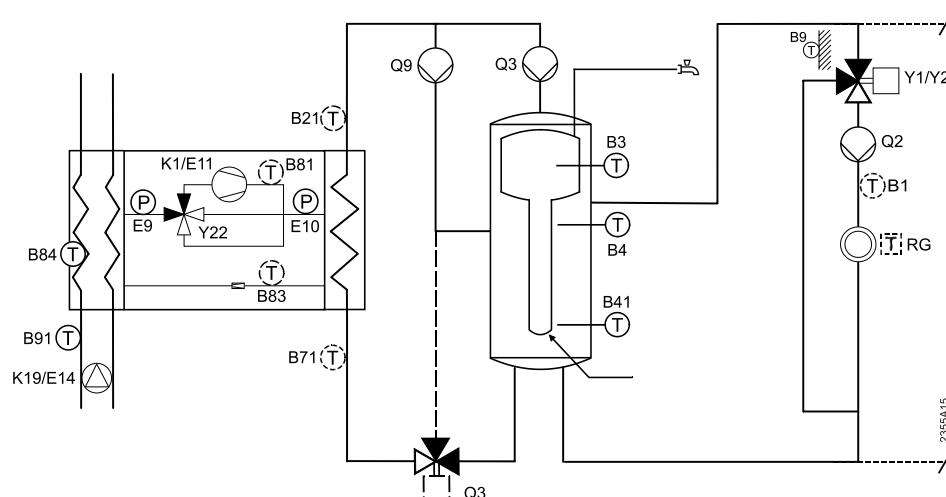 B9
T
Q9
Q3
Y1/Y2
B21
T
Q2
K1/E11
T
B81
B3
T
T
B1
P
P
E9
E10
Y22
T
B4
B84
T
T
RG
T
B83
B41
T
B91
T
B71
T
K19/E14
2355A15
Q3